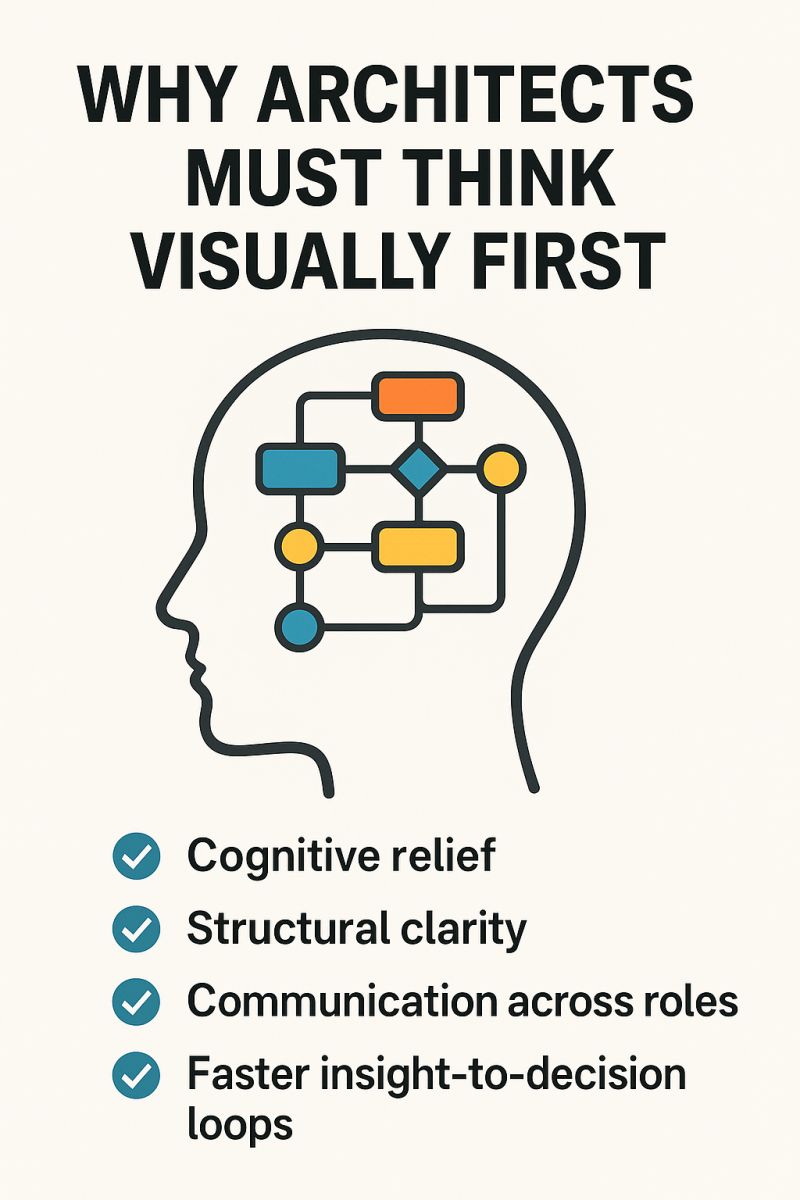 WHY ARCHITECTS
MUST THINK
VISUALLY FIRST
Cognitive relief
Structural clarity
Communication across roles
Faster insight-to-decision
loops